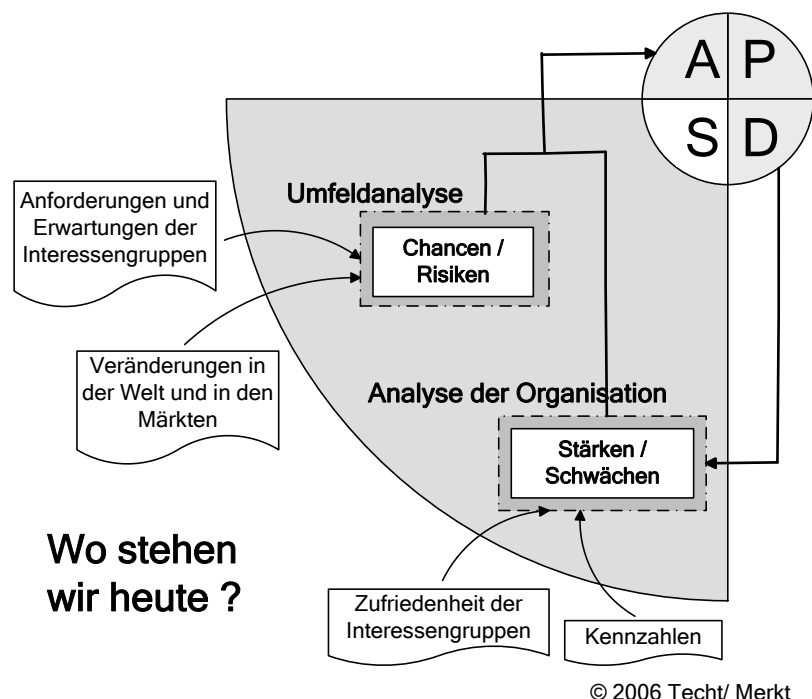 A P
S D
Umfeldanalyse
Anforderungen und
Erwartungen der
Interessengruppen
Chancen /
Risiken
Veränderungen in
der Welt und in den
Märkten
Analyse der Organisation
Stärken /
Schwächen
Wo stehen
wir heute ?
Zufriedenheit der
Interessengruppen
Kennzahlen
© 2006 Techt/ Merkt